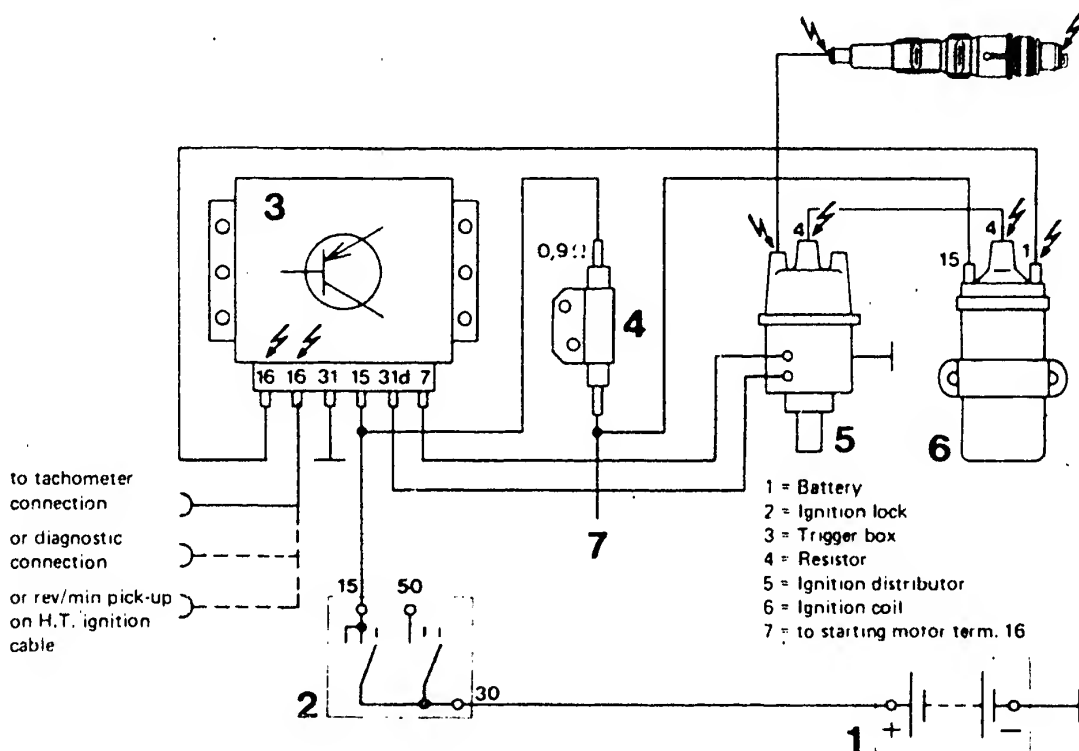 3
0,9Ω
4
4
4
15
1
16 16 31 15 31d 7
5
6
to tachometer
connection
or diagnostic
connection
or rev/min pick-up
on H.T. ignition
cable
7
1 = Battery
2 = Ignition lock
3 = Trigger box
4 = Resistor
5 = Ignition distributor
6 = Ignition coil
7 = to starting motor term. 16
15 50
2
30
1
+ −